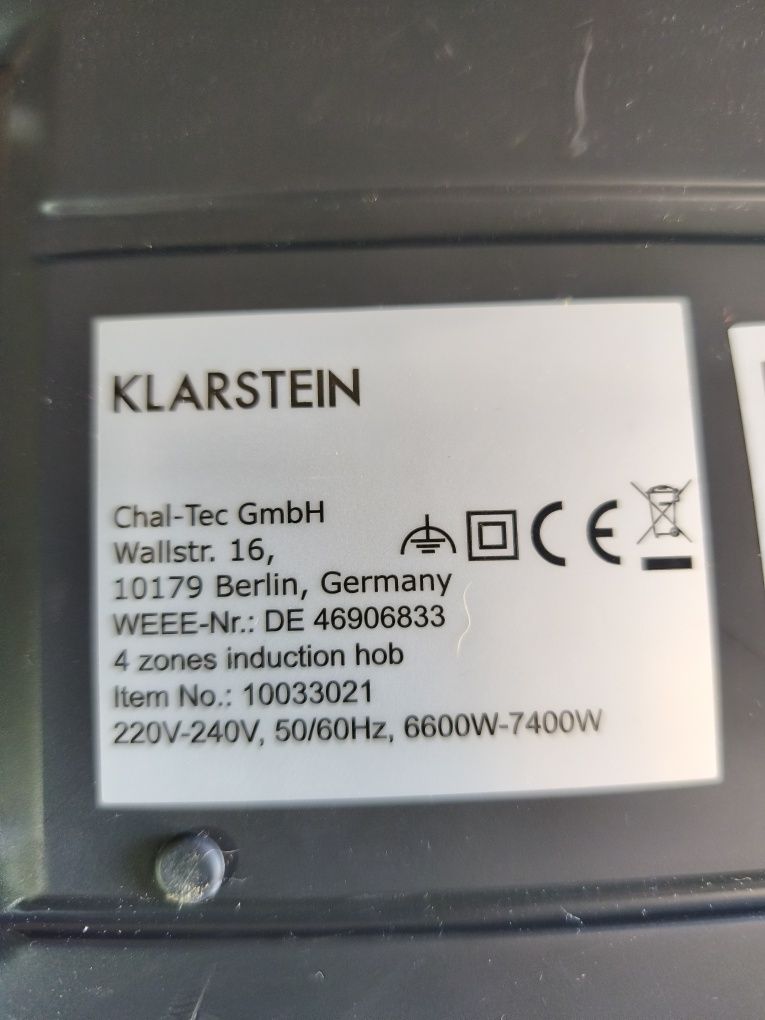 KLARSTEIN
Chal-Tec GmbH
Wallstr. 16,
10179 Berlin, Germany
WEEE-Nr.: DE 46906833
4 zones induction hob
Item No.: 10033021
220V-240V, 50/60Hz, 6600W-7400W
CE